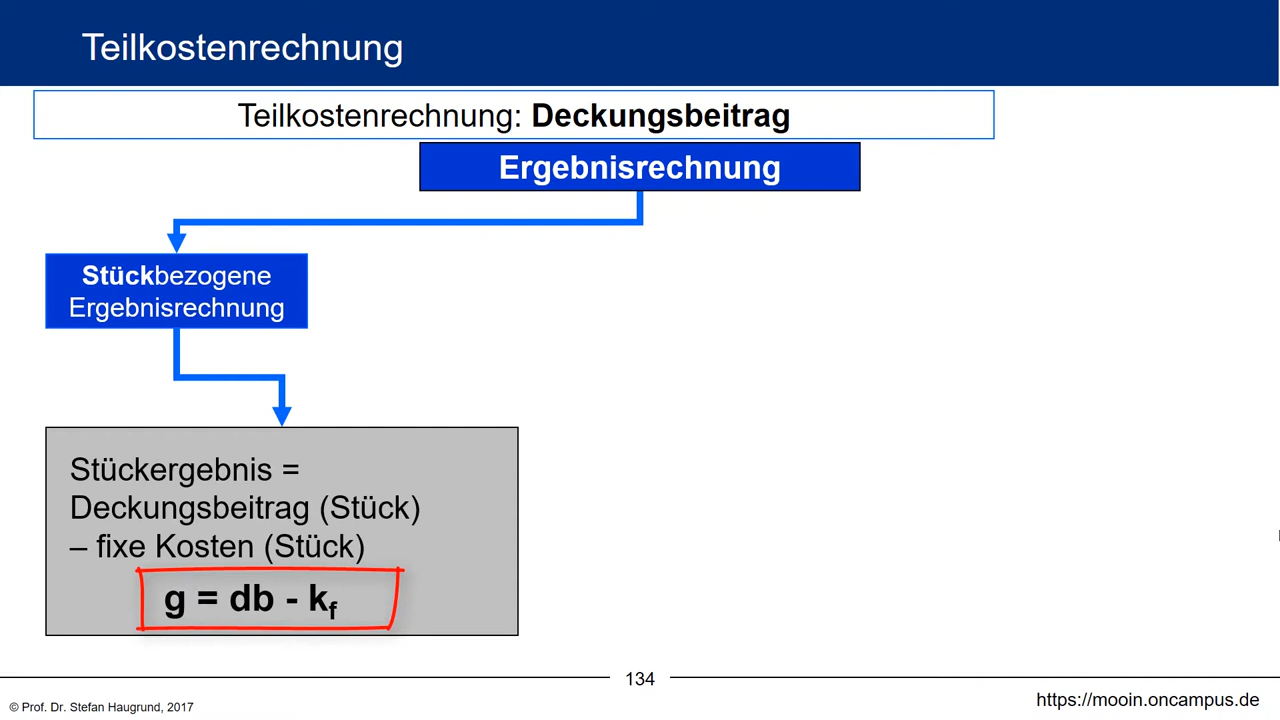 Teilkostenrechnung
Teilkostenrechnung: Deckungsbeitrag
Ergebnisrechnung
Stückbezogene
Ergebnisrechnung
Stückergebnis =
Deckungsbeitrag (Stück)
– fixe Kosten (Stück)
g = db - kf
134
© Prof. Dr. Stefan Haugrund, 2017
https://mooin.oncampus.de